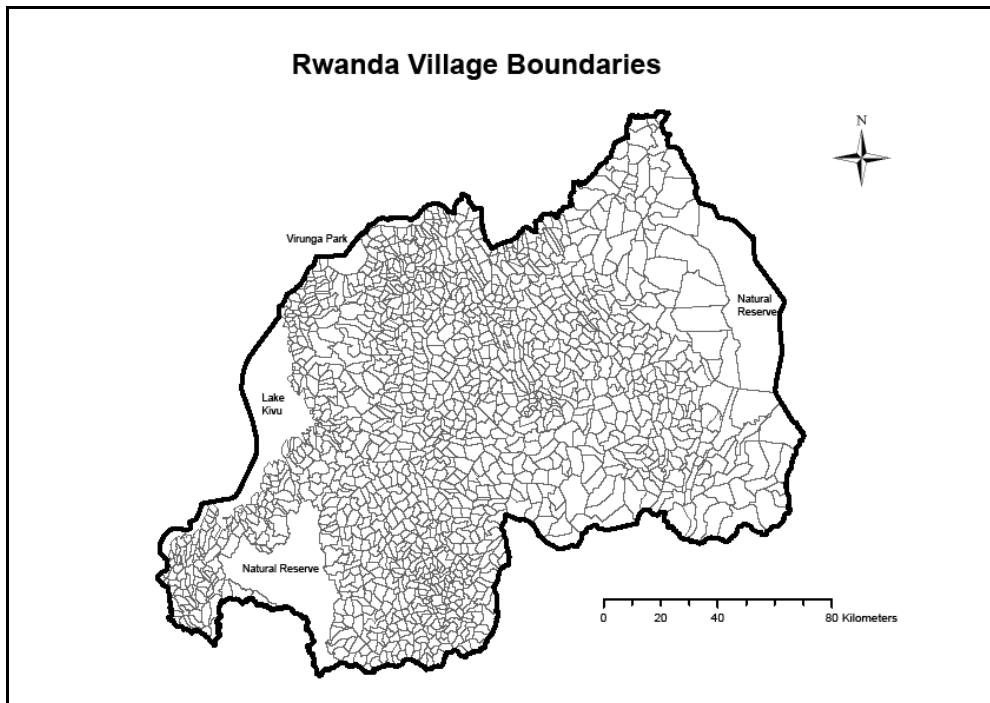 Rwanda Village Boundaries
N
Virunga Park
Natural
Reserve
Lake
Kivu
Natural Reserve
0 20 40 80 Kilometers